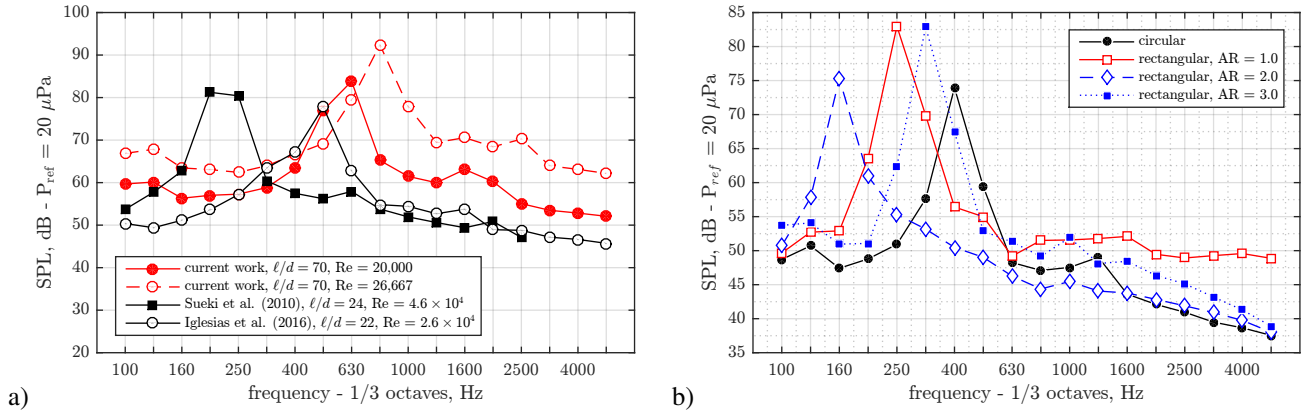 a)
100
90
80
70
60
50
40
30
20
SPL, dB - P_ref = 20 μPa
current work, ℓ/d = 70, Re = 20,000
current work, ℓ/d = 70, Re = 26,667
Sueki et al. (2010), ℓ/d = 24, Re = 4.6 × 10⁴
Iglesias et al. (2016), ℓ/d = 22, Re = 2.6 × 10⁴
100 160 250 400 630 1000 1600 2500 4000
frequency - 1/3 octaves, Hz
b)
85
80
75
70
65
60
55
50
45
40
35
SPL, dB - P_ref = 20 μPa
circular
rectangular, AR = 1.0
rectangular, AR = 2.0
rectangular, AR = 3.0
100 160 250 400 630 1000 1600 2500 4000
frequency - 1/3 octaves, Hz